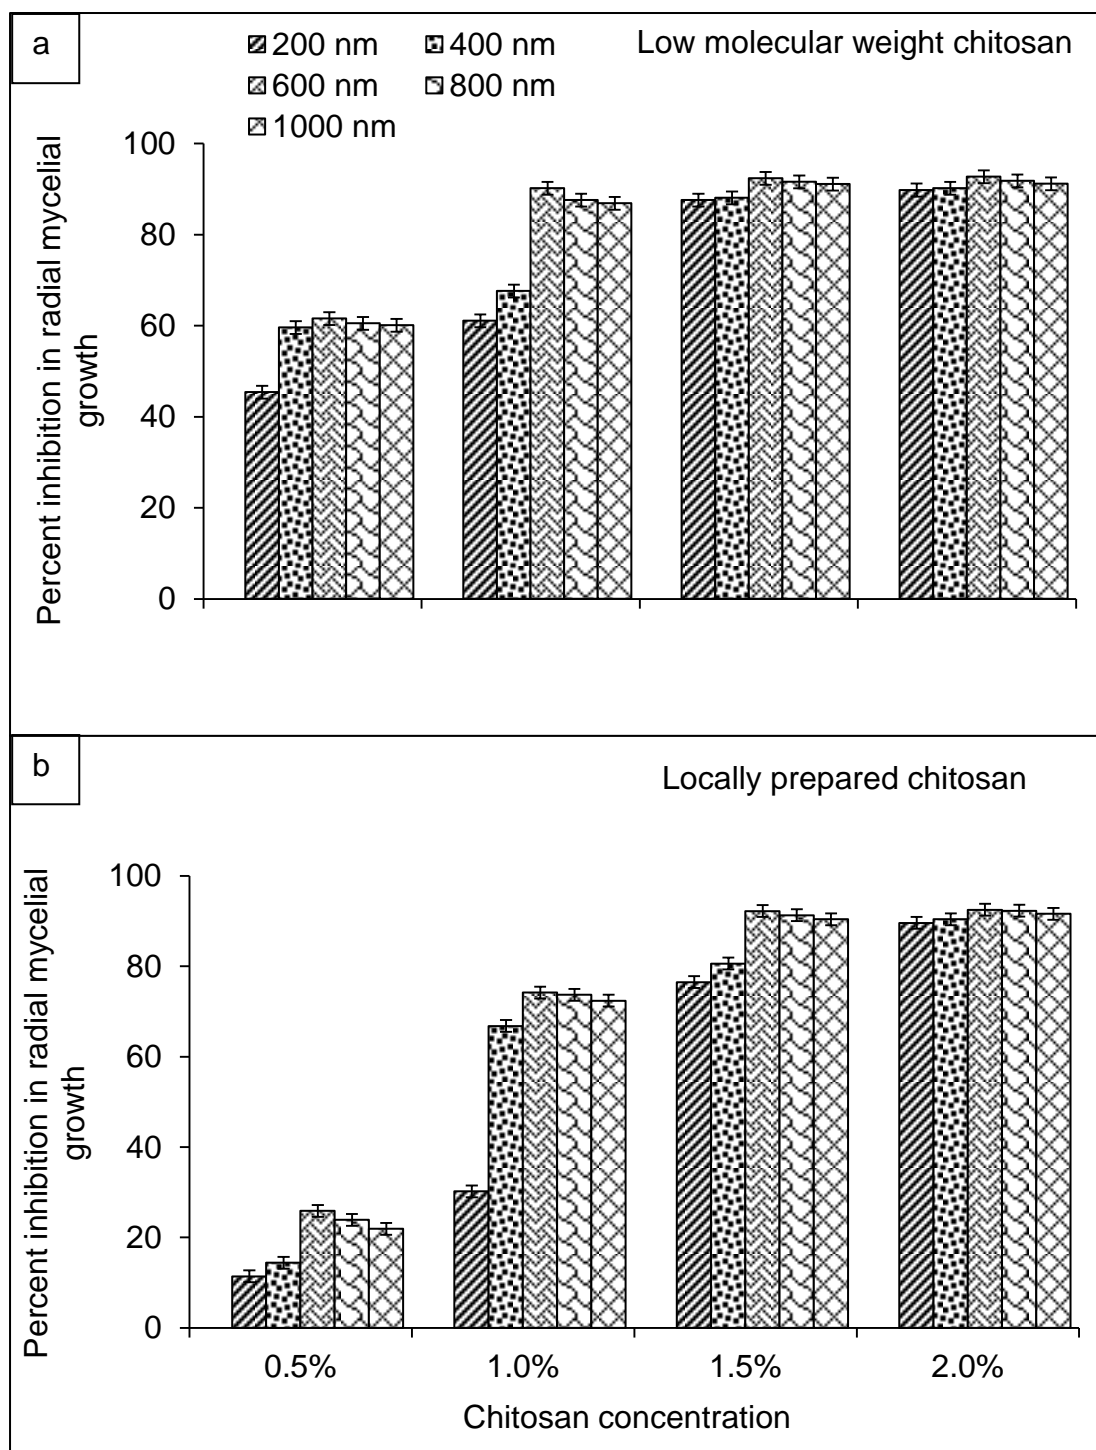 a
200 nm 400 nm Low molecular weight chitosan
600 nm 800 nm
1000 nm
Percent inhibition in radial mycelial
growth
100
80
60
40
20
0
b
Locally prepared chitosan
Percent inhibition in radial mycelial
growth
100
80
60
40
20
0
0.5% 1.0% 1.5% 2.0%
Chitosan concentration